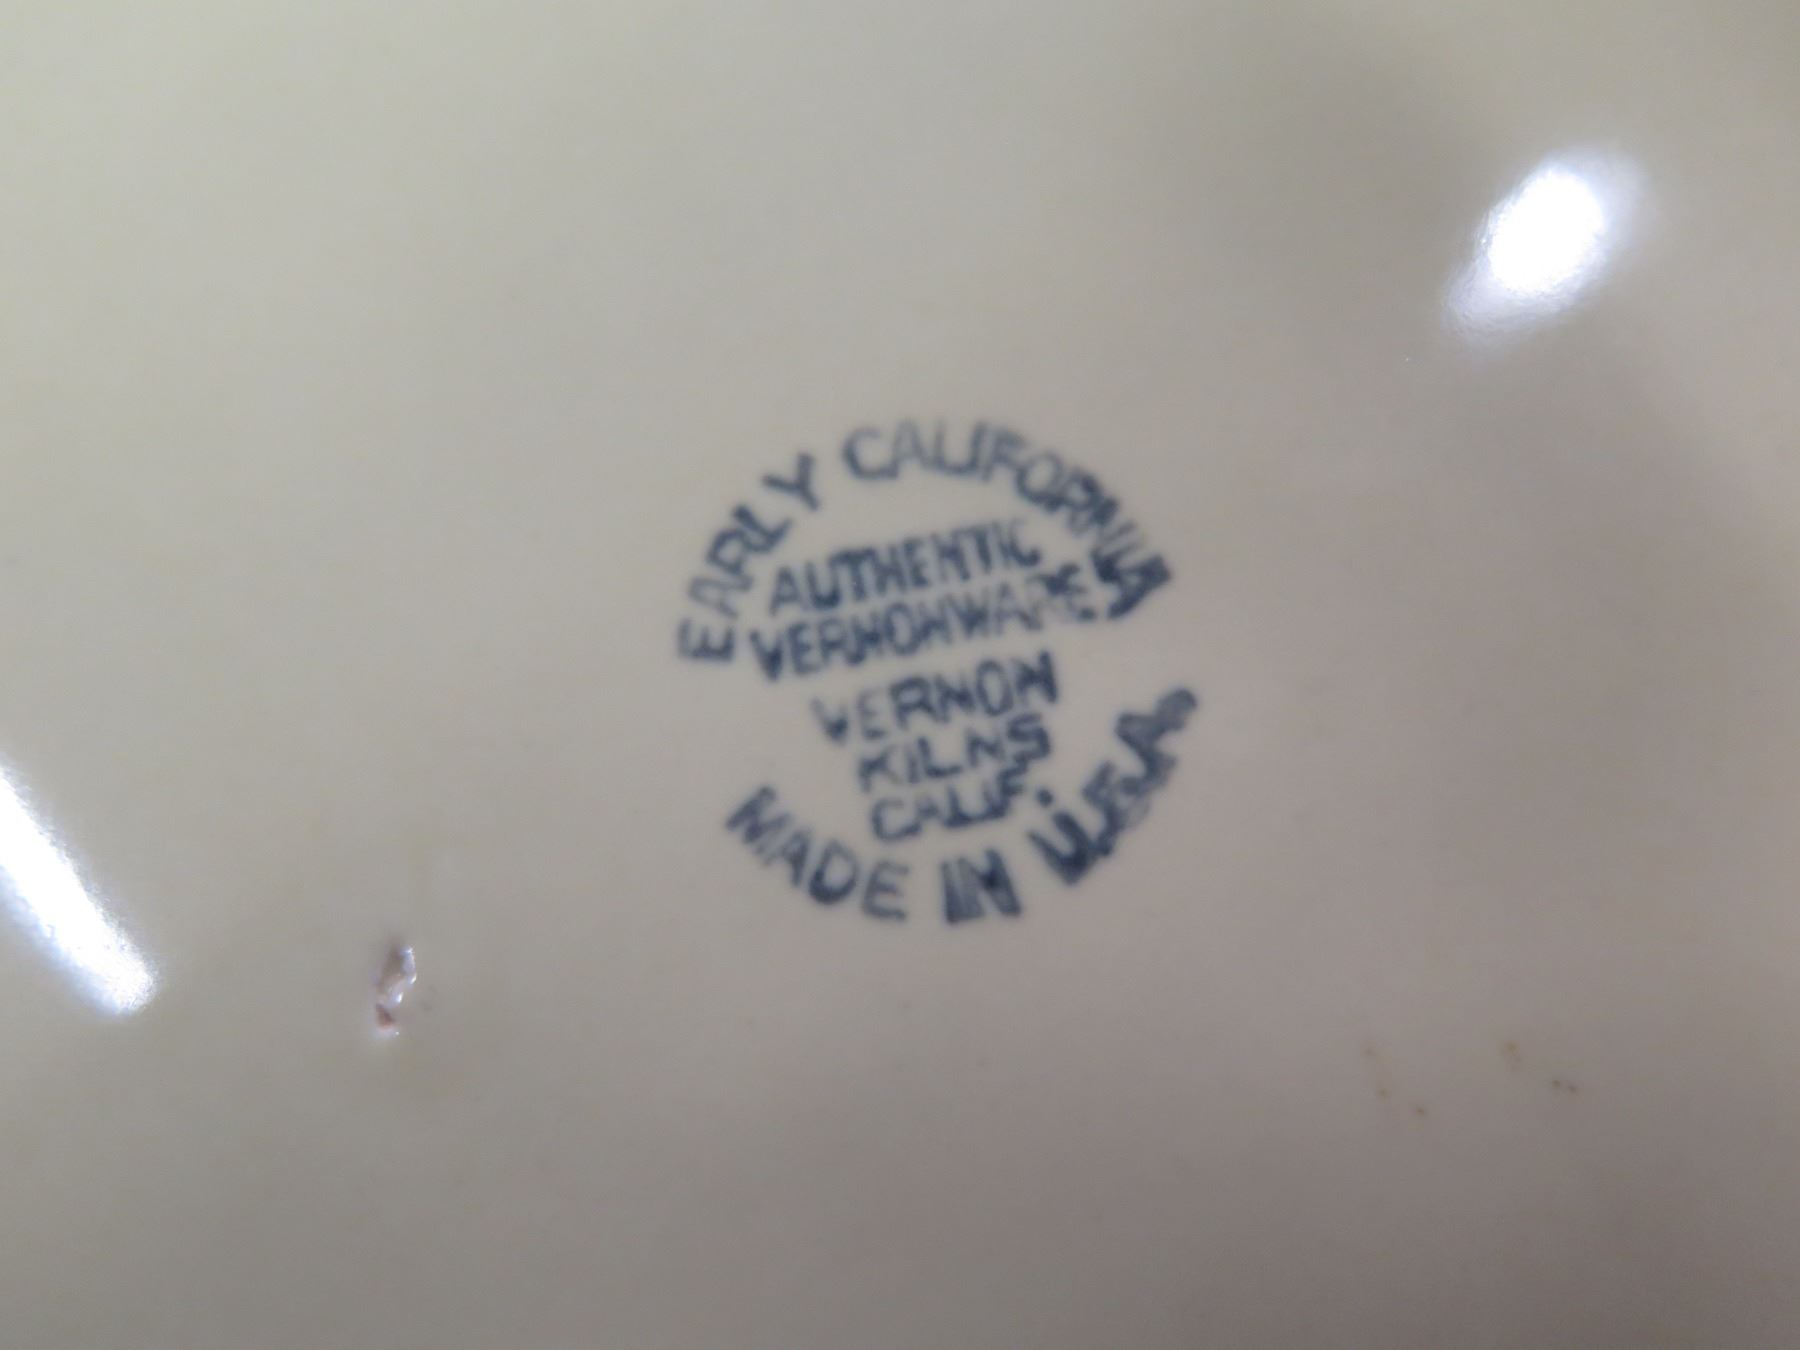 EARLY CALIFORNIA
AUTHENTIC
VERNONWARE
VERNON
KILNS
CALIF.
MADE IN U.S.A.